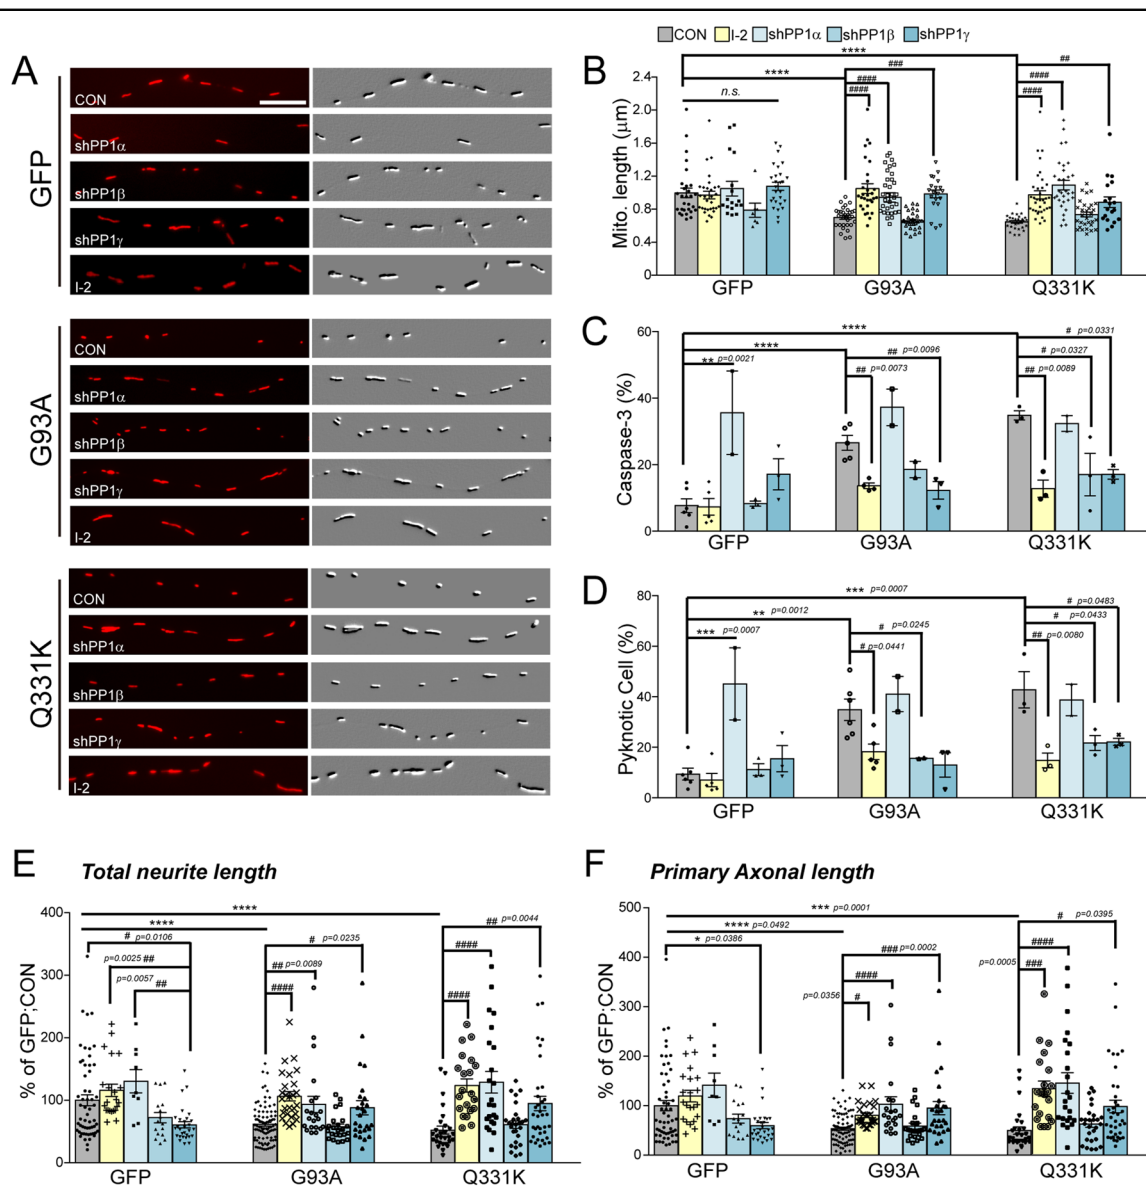 A
GFP
CON
shPP1α
shPP1β
shPP1γ
I-2
G93A
CON
shPP1α
shPP1β
shPP1γ
I-2
Q331K
CON
shPP1α
shPP1β
shPP1γ
I-2
CON I-2 shPP1α shPP1β shPP1γ
B
Mito. length (μm)
2.4
2.0
1.6
1.2
0.8
0.4
0
****
****
n.s.
###
####
####
##
####
####
GFP G93A Q331K
C
Caspase-3 (%)
60
40
20
0
****
****
** p=0.0021
## p=0.0096
## p=0.0073
# p=0.0331
# p=0.0327
## p=0.0089
GFP G93A Q331K
D
Pyknotic Cell (%)
80
60
40
20
0
*** p=0.0007
** p=0.0012
*** p=0.0007
# p=0.0245
# p=0.0441
# p=0.0483
# p=0.0433
## p=0.0080
GFP G93A Q331K
E Total neurite length
% of GFP;CON
400
300
200
100
0
****
****
# p=0.0106
p=0.0025 ##
p=0.0057 ##
# p=0.0235
## p=0.0089
####
## p=0.0044
####
####
GFP G93A Q331K
F Primary Axonal length
% of GFP;CON
500
400
300
200
100
0
*** p=0.0001
**** p=0.0492
* p=0.0386
### p=0.0002
####
p=0.0356 #
# p=0.0395
####
p=0.0005 ###
GFP G93A Q331K